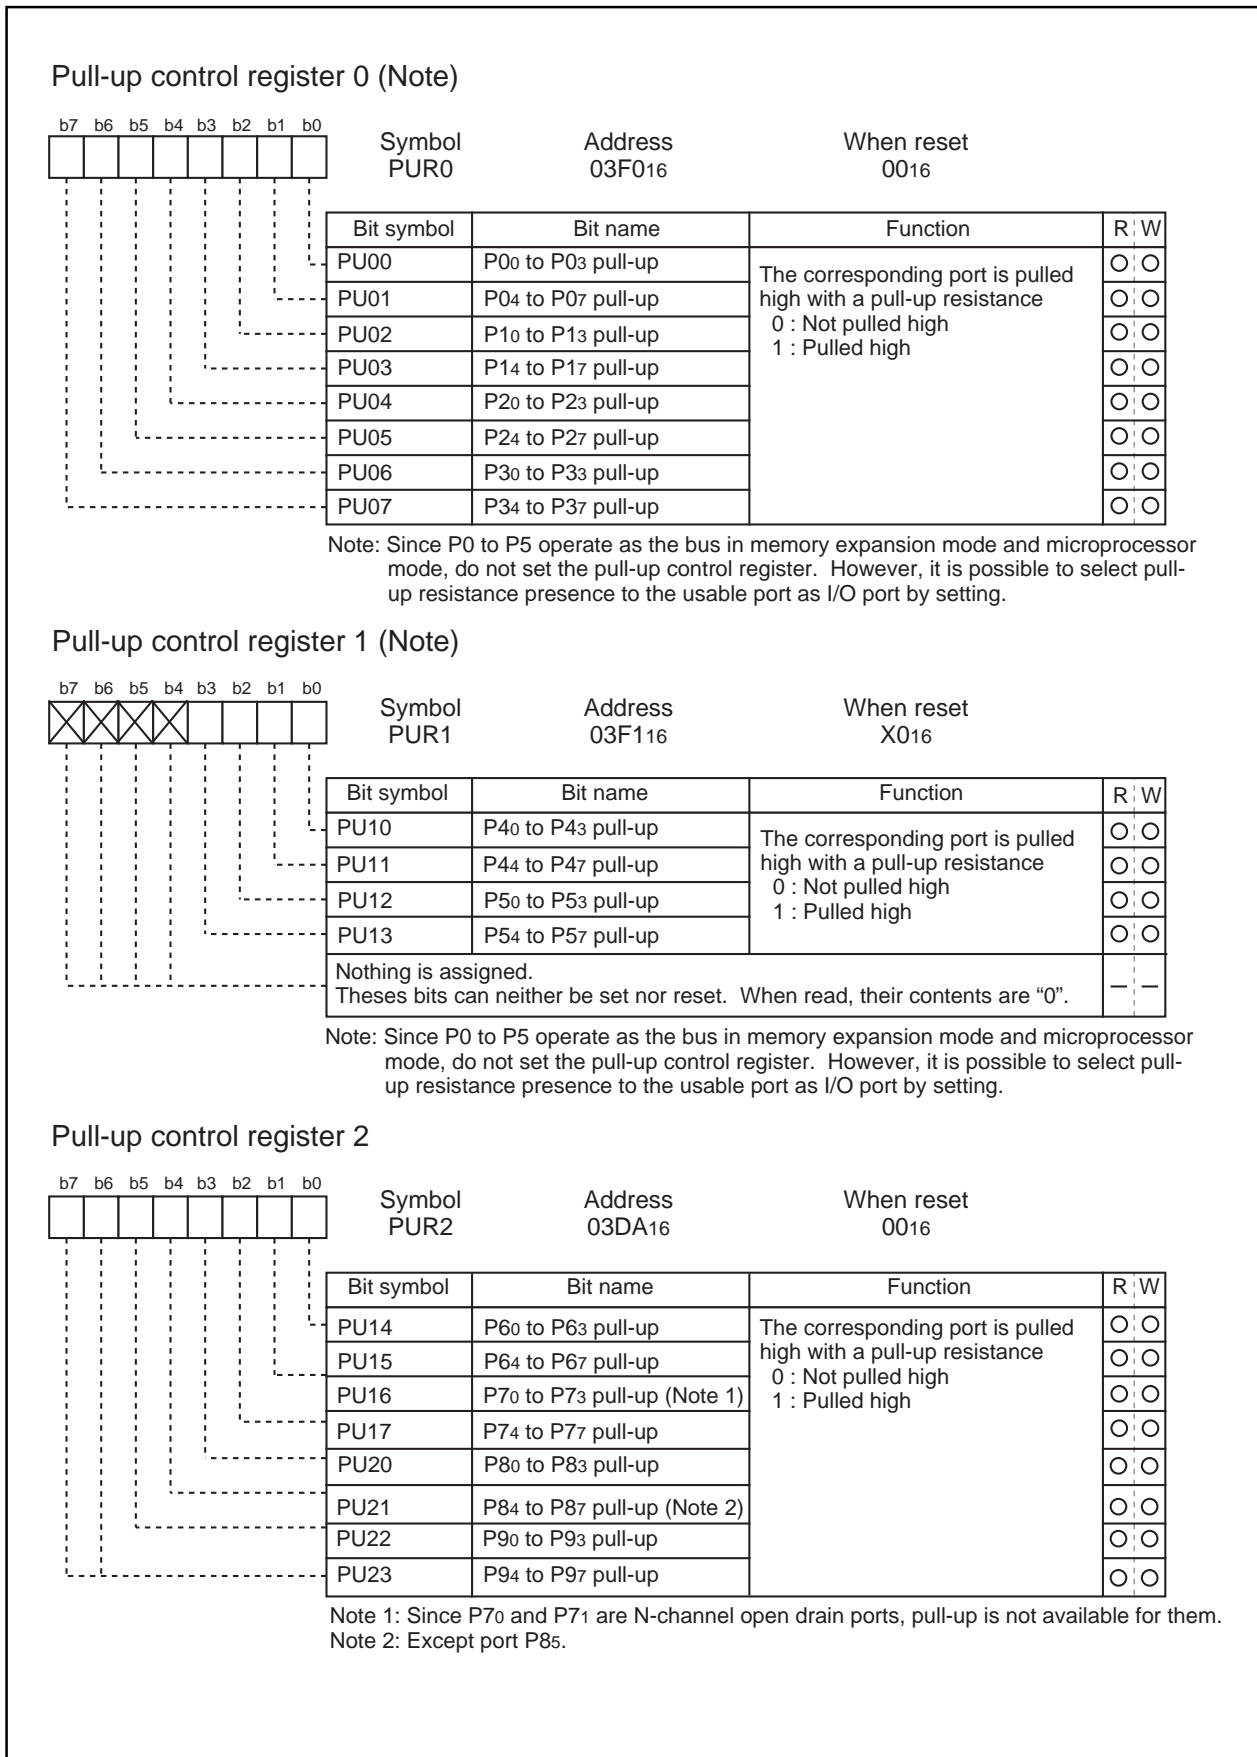 Pull-up control register 0 (Note)
b7 b6 b5 b4 b3 b2 b1 b0
Symbol Address When reset
PUR0 03F016 0016
Bit symbol Bit name Function R W
PU00 P00 to P03 pull-up The corresponding port is pulled
PU01 P04 to P07 pull-up high with a pull-up resistance
PU02 P10 to P13 pull-up 0 : Not pulled high
PU03 P14 to P17 pull-up 1 : Pulled high
PU04 P20 to P23 pull-up
PU05 P24 to P27 pull-up
PU06 P30 to P33 pull-up
PU07 P34 to P37 pull-up
Note: Since P0 to P5 operate as the bus in memory expansion mode and microprocessor
mode, do not set the pull-up control register. However, it is possible to select pull-
up resistance presence to the usable port as I/O port by setting.
Pull-up control register 1 (Note)
b7 b6 b5 b4 b3 b2 b1 b0
Symbol Address When reset
PUR1 03F116 X016
Bit symbol Bit name Function R W
PU10 P40 to P43 pull-up The corresponding port is pulled
PU11 P44 to P47 pull-up high with a pull-up resistance
PU12 P50 to P53 pull-up 0 : Not pulled high
PU13 P54 to P57 pull-up 1 : Pulled high
Nothing is assigned.
Theses bits can neither be set nor reset. When read, their contents are “0”. – –
Note: Since P0 to P5 operate as the bus in memory expansion mode and microprocessor
mode, do not set the pull-up control register. However, it is possible to select pull-
up resistance presence to the usable port as I/O port by setting.
Pull-up control register 2
b7 b6 b5 b4 b3 b2 b1 b0
Symbol Address When reset
PUR2 03DA16 0016
Bit symbol Bit name Function R W
PU14 P60 to P63 pull-up The corresponding port is pulled
PU15 P64 to P67 pull-up high with a pull-up resistance
PU16 P70 to P73 pull-up (Note 1) 0 : Not pulled high
PU17 P74 to P77 pull-up 1 : Pulled high
PU20 P80 to P83 pull-up
PU21 P84 to P87 pull-up (Note 2)
PU22 P90 to P93 pull-up
PU23 P94 to P97 pull-up
Note 1: Since P70 and P71 are N-channel open drain ports, pull-up is not available for them.
Note 2: Except port P85.